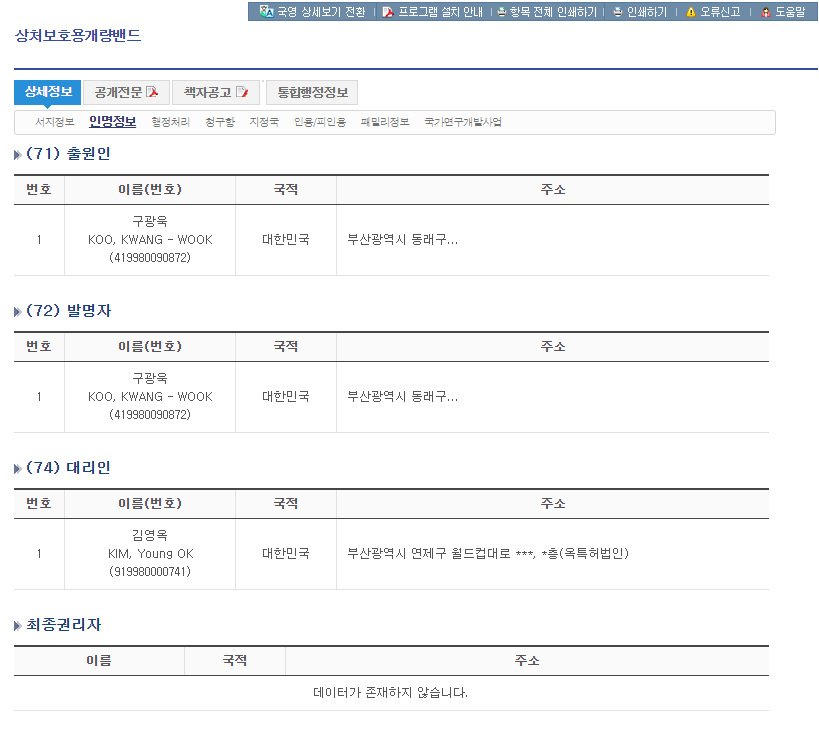 국영 상세보기 전환 | 프로그램 설치 안내 | 항목 전체 인쇄하기 | 인쇄하기 | 오류신고 | 도움말
상처보호용개량밴드
상세정보 공개전문 책자공고 통합행정정보
서지정보 인명정보 행정처리 청구항 지정국 인용/피인용 패밀리정보 국가연구개발사업
(71) 출원인
번호 이름(번호) 국적 주소
구광욱
1 KOO, KWANG - WOOK 대한민국 부산광역시 동래구...
(419980090872)
(72) 발명자
번호 이름(번호) 국적 주소
구광욱
1 KOO, KWANG - WOOK 대한민국 부산광역시 동래구...
(419980090872)
(74) 대리인
번호 이름(번호) 국적 주소
김영옥
1 KIM, Young OK 대한민국 부산광역시 연제구 월드컵대로 ***, *층(옥특허법인)
(919980000741)
최종권리자
이름 국적 주소
데이터가 존재하지 않습니다.